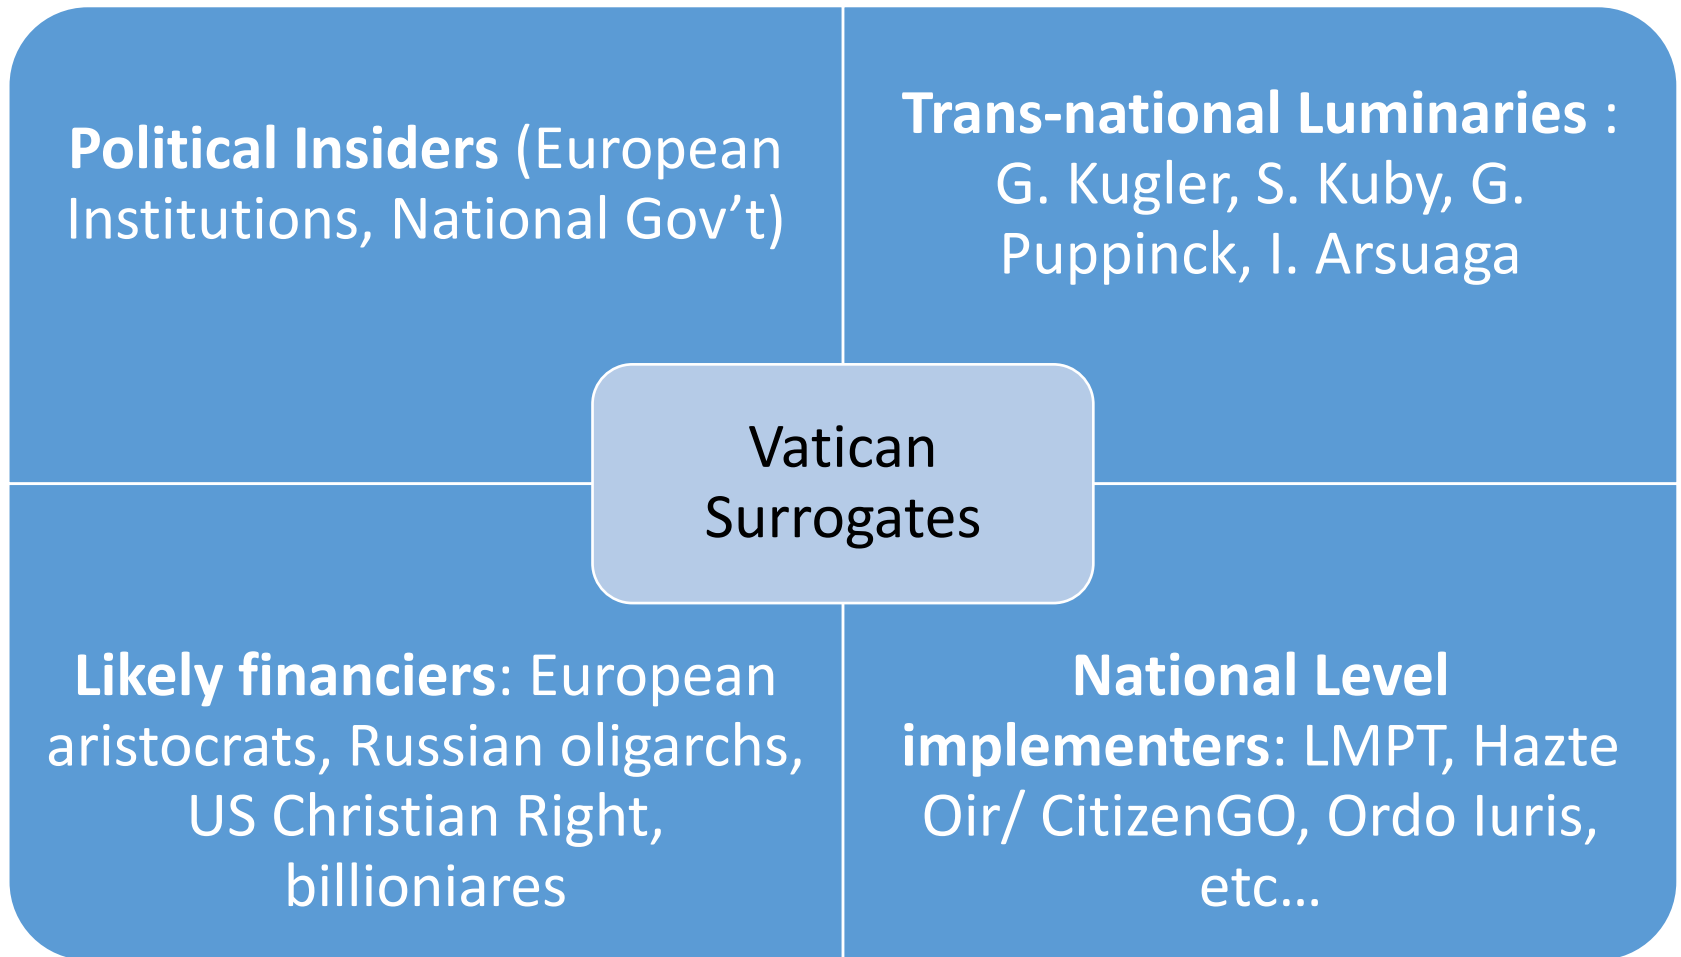 Political Insiders (European
Institutions, National Gov’t)
Trans-national Luminaries :
G. Kugler, S. Kuby, G.
Puppinck, I. Arsuaga
Vatican
Surrogates
Likely financiers: European
aristocrats, Russian oligarchs,
US Christian Right,
billioniares
National Level
implementers: LMPT, Hazte
Oir/ CitizenGO, Ordo Iuris,
etc…